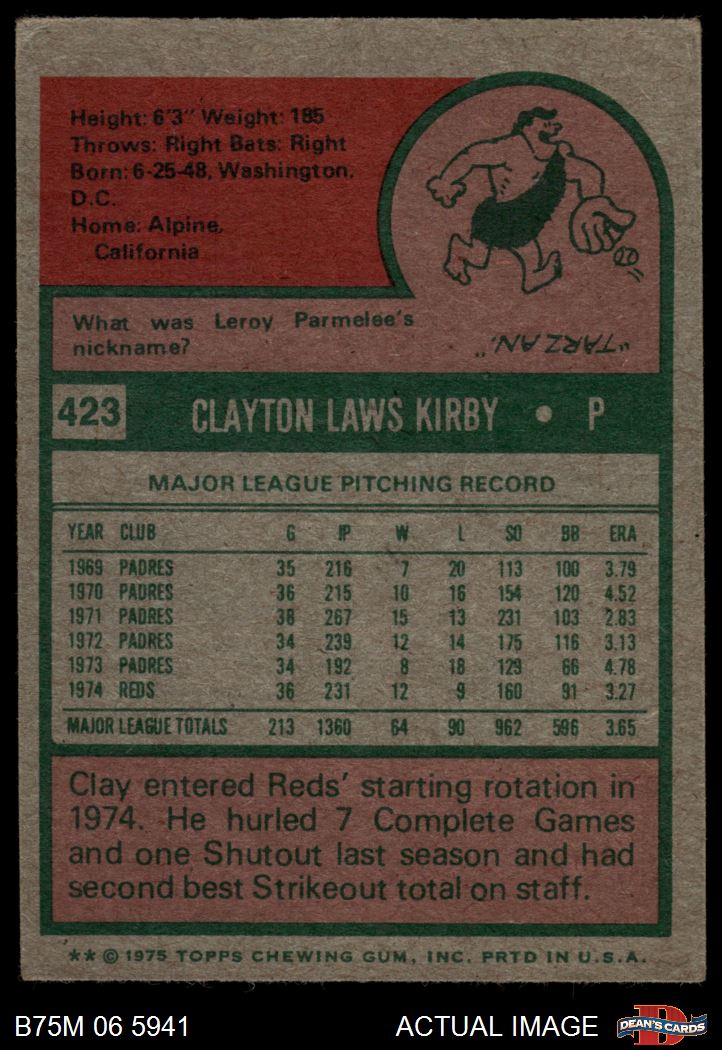 Height: 6'3" Weight: 185
Throws: Right Bats: Right
Born: 6-25-48, Washington,
D.C.
Home: Alpine,
California
What was Leroy Parmelee's
nickname?
"TARZAN."
423 CLAYTON LAWS KIRBY • P
MAJOR LEAGUE PITCHING RECORD
YEAR CLUB G IP W L SO BB ERA
1969 PADRES 35 216 7 20 113 100 3.79
1970 PADRES 36 215 10 16 154 120 4.52
1971 PADRES 38 267 15 13 231 103 2.83
1972 PADRES 34 239 12 14 175 116 3.13
1973 PADRES 34 192 8 18 129 66 4.78
1974 REDS 36 231 12 9 160 91 3.27
MAJOR LEAGUE TOTALS 213 1360 64 90 962 596 3.65
Clay entered Reds' starting rotation in
1974. He hurled 7 Complete Games
and one Shutout last season and had
second best Strikeout total on staff.
** © 1975 TOPPS CHEWING GUM, INC. PRTD IN U.S.A.
B75M 06 5941 ACTUAL IMAGE DEAN'S CARDS